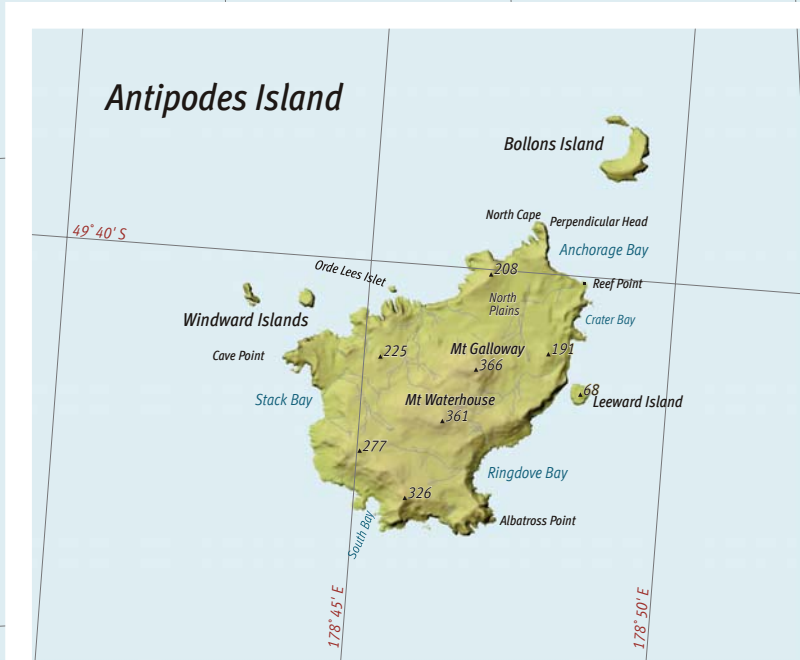 Antipodes Island
Bollons Island
North Cape
Perpendicular Head
49° 40' S
Anchorage Bay
Orde Lees Islet
208
Reef Point
North
Plains
Windward Islands
Crater Bay
Cave Point
225
Mt Galloway
191
366
68
Stack Bay
Mt Waterhouse
Leeward Island
361
277
Ringdove Bay
326
Albatross Point
South Bay
178° 45' E
178° 50' E